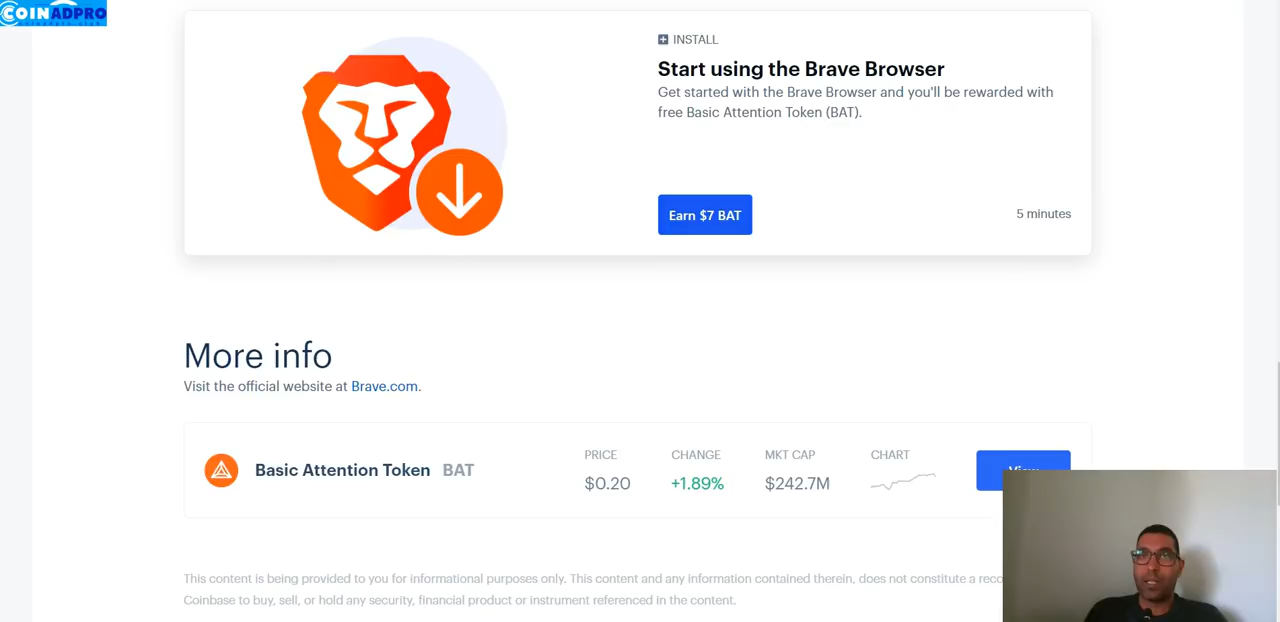 COINADPRO
INSTALL
Start using the Brave Browser
Get started with the Brave Browser and you'll be rewarded with
free Basic Attention Token (BAT).
Earn $7 BAT
5 minutes
More info
Visit the official website at Brave.com.
PRICE CHANGE MKT CAP CHART
Basic Attention Token BAT $0.20 +1.89% $242.7M
This content is being provided to you for informational purposes only. This content and any information contained therein, does not constitute a
Coinbase to buy, sell, or hold any security, financial product or instrument referenced in the content.